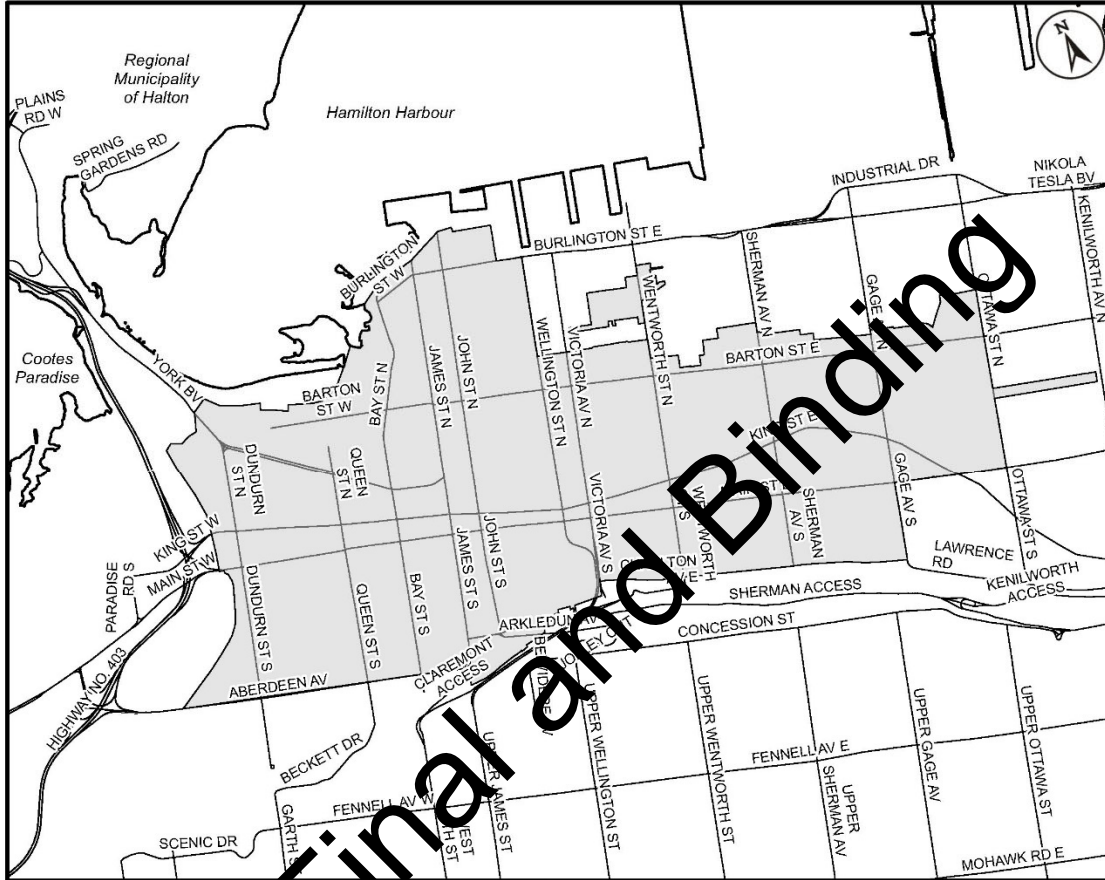 Regional
Municipality
of Halton
Hamilton Harbour
N
PLAINS
RD W
SPRING
GARDENS RD
INDUSTRIAL DR
NIKOLA
TESLA BV
KENILWORTH AV N
BURLINGTON ST E
BURLINGTON
ST W
SHERMAN AV N
OTTAWA ST N
WENTWORTH ST N
WELLINGTON ST N
VICTORIA AV N
JOHN ST N
JAMES ST N
BAY ST N
BARTON ST E
BARTON
ST W
Cootes
Paradise
YORK BV
DUNDURN
ST N
QUEEN
ST N
KING ST E
KING ST W
MAIN ST W
PARADISE
RD S
HIGHWAY NO. 403
DUNDURN ST S
QUEEN ST S
BAY ST S
JAMES ST S
JOHN ST S
VICTORIA AV S
SHERMAN
AV S
GAGE AV S
OTTAWA ST S
LAWRENCE
RD
KENILWORTH
ACCESS
SHERMAN ACCESS
CONCESSION ST
CLAREMONT
ACCESS
ABERDEEN AV
BECKETT DR
FENNELL AV W
FENNELL AV E
SCENIC DR
UPPER JAMES ST
UPPER WELLINGTON ST
UPPER WENTWORTH ST
UPPER
SHERMAN AV
UPPER GAGE AV
UPPER OTTAWA ST
MOHAWK RD E
Final and Binding